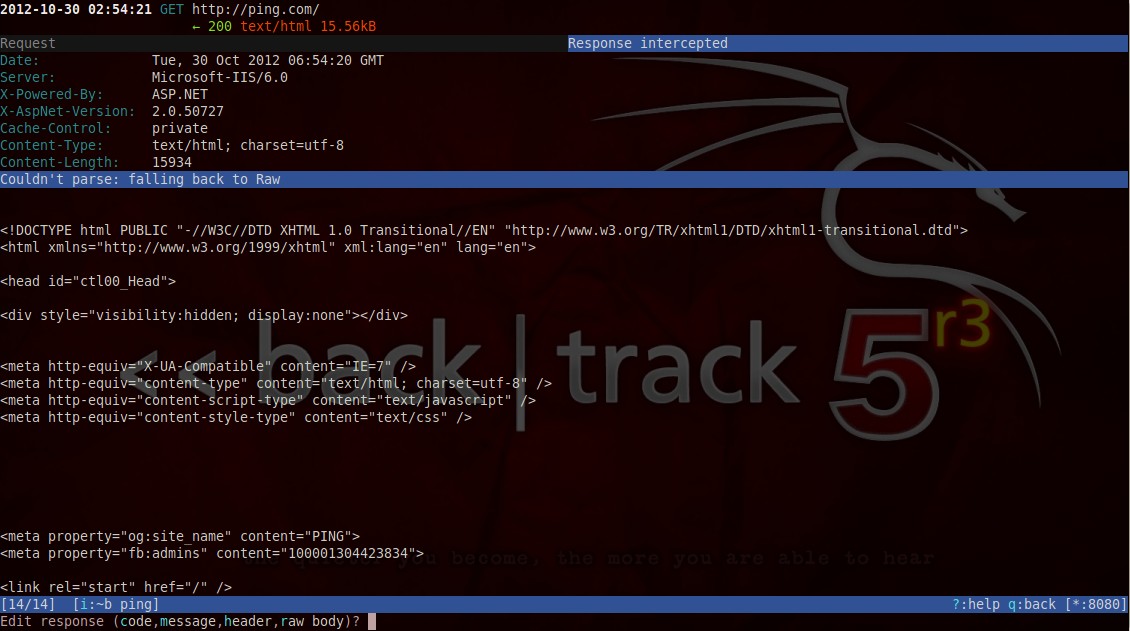 2012-10-30 02:54:21 GET http://ping.com/
← 200 text/html 15.56kB
Request Response intercepted
Date: Tue, 30 Oct 2012 06:54:20 GMT
Server: Microsoft-IIS/6.0
X-Powered-By: ASP.NET
X-AspNet-Version: 2.0.50727
Cache-Control: private
Content-Type: text/html; charset=utf-8
Content-Length: 15934
Couldn't parse: falling back to Raw
<!DOCTYPE html PUBLIC "-//W3C//DTD XHTML 1.0 Transitional//EN" "http://www.w3.org/TR/xhtml1/DTD/xhtml1-transitional.dtd">
<html xmlns="http://www.w3.org/1999/xhtml" xml:lang="en" lang="en">
<head id="ctl00_Head">
<div style="visibility:hidden; display:none"></div>
<< back | track 5 r3
<meta http-equiv="X-UA-Compatible" content="IE=7" />
<meta http-equiv="content-type" content="text/html; charset=utf-8" />
<meta http-equiv="content-script-type" content="text/javascript" />
<meta http-equiv="content-style-type" content="text/css" />
<meta property="og:site_name" content="PING">
<meta property="fb:admins" content="100001304423834">
the quieter you become, the more you are able to hear
<link rel="start" href="/" />
[14/14] [i:~b ping] ?:help q:back [*:8080]
Edit response (code,message,header,raw body)?